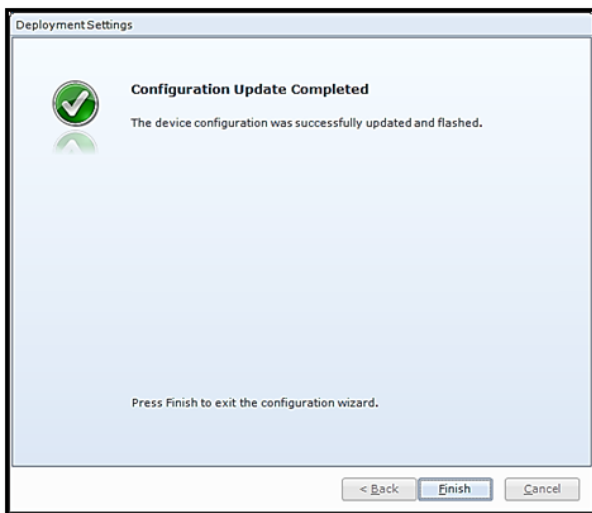 Deployment Settings
Configuration Update Completed
The device configuration was successfully updated and flashed.
Press Finish to exit the configuration wizard.
< Back Finish Cancel